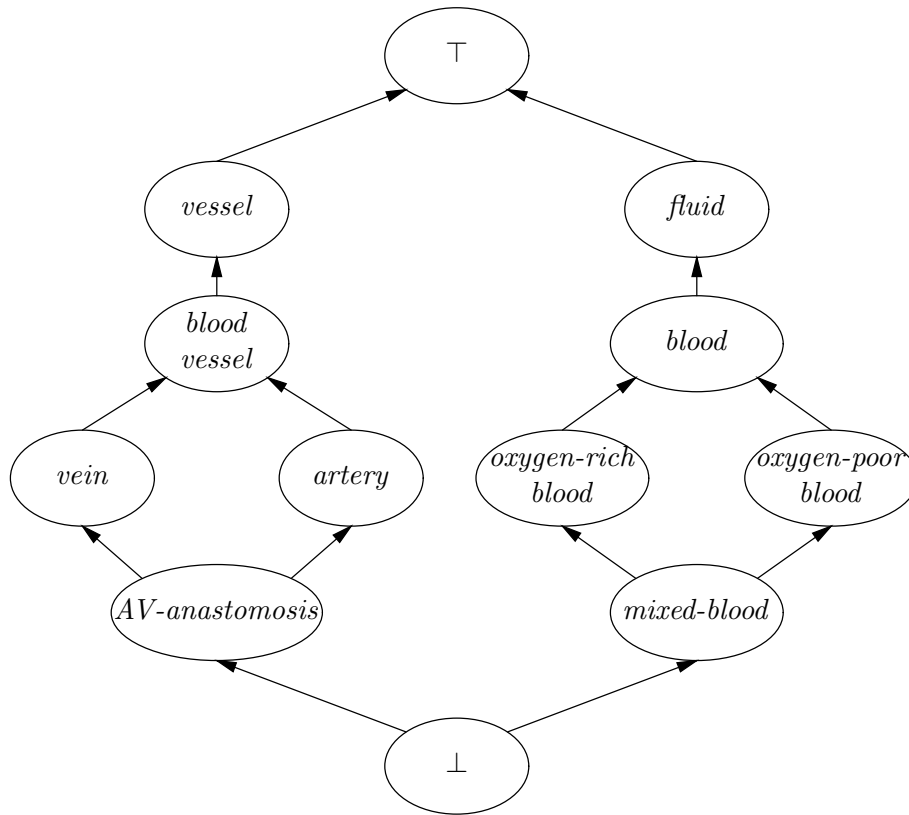 ⊤
vessel
fluid
blood
vessel
blood
vein
artery
oxygen-rich
blood
oxygen-poor
blood
AV-anastomosis
mixed-blood
⊥